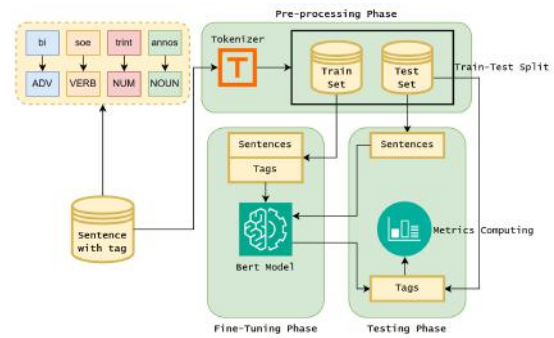 Pre-processing Phase
bi soe trint annos
ADV VERB NUM NOUN
Tokenizer
T
Train
Set
Test
Set
Train-Test Split
Sentences
Tags
Bert Model
Fine-Tuning Phase
Sentences
Metrics Computing
Tags
Testing Phase
Sentence
with tag